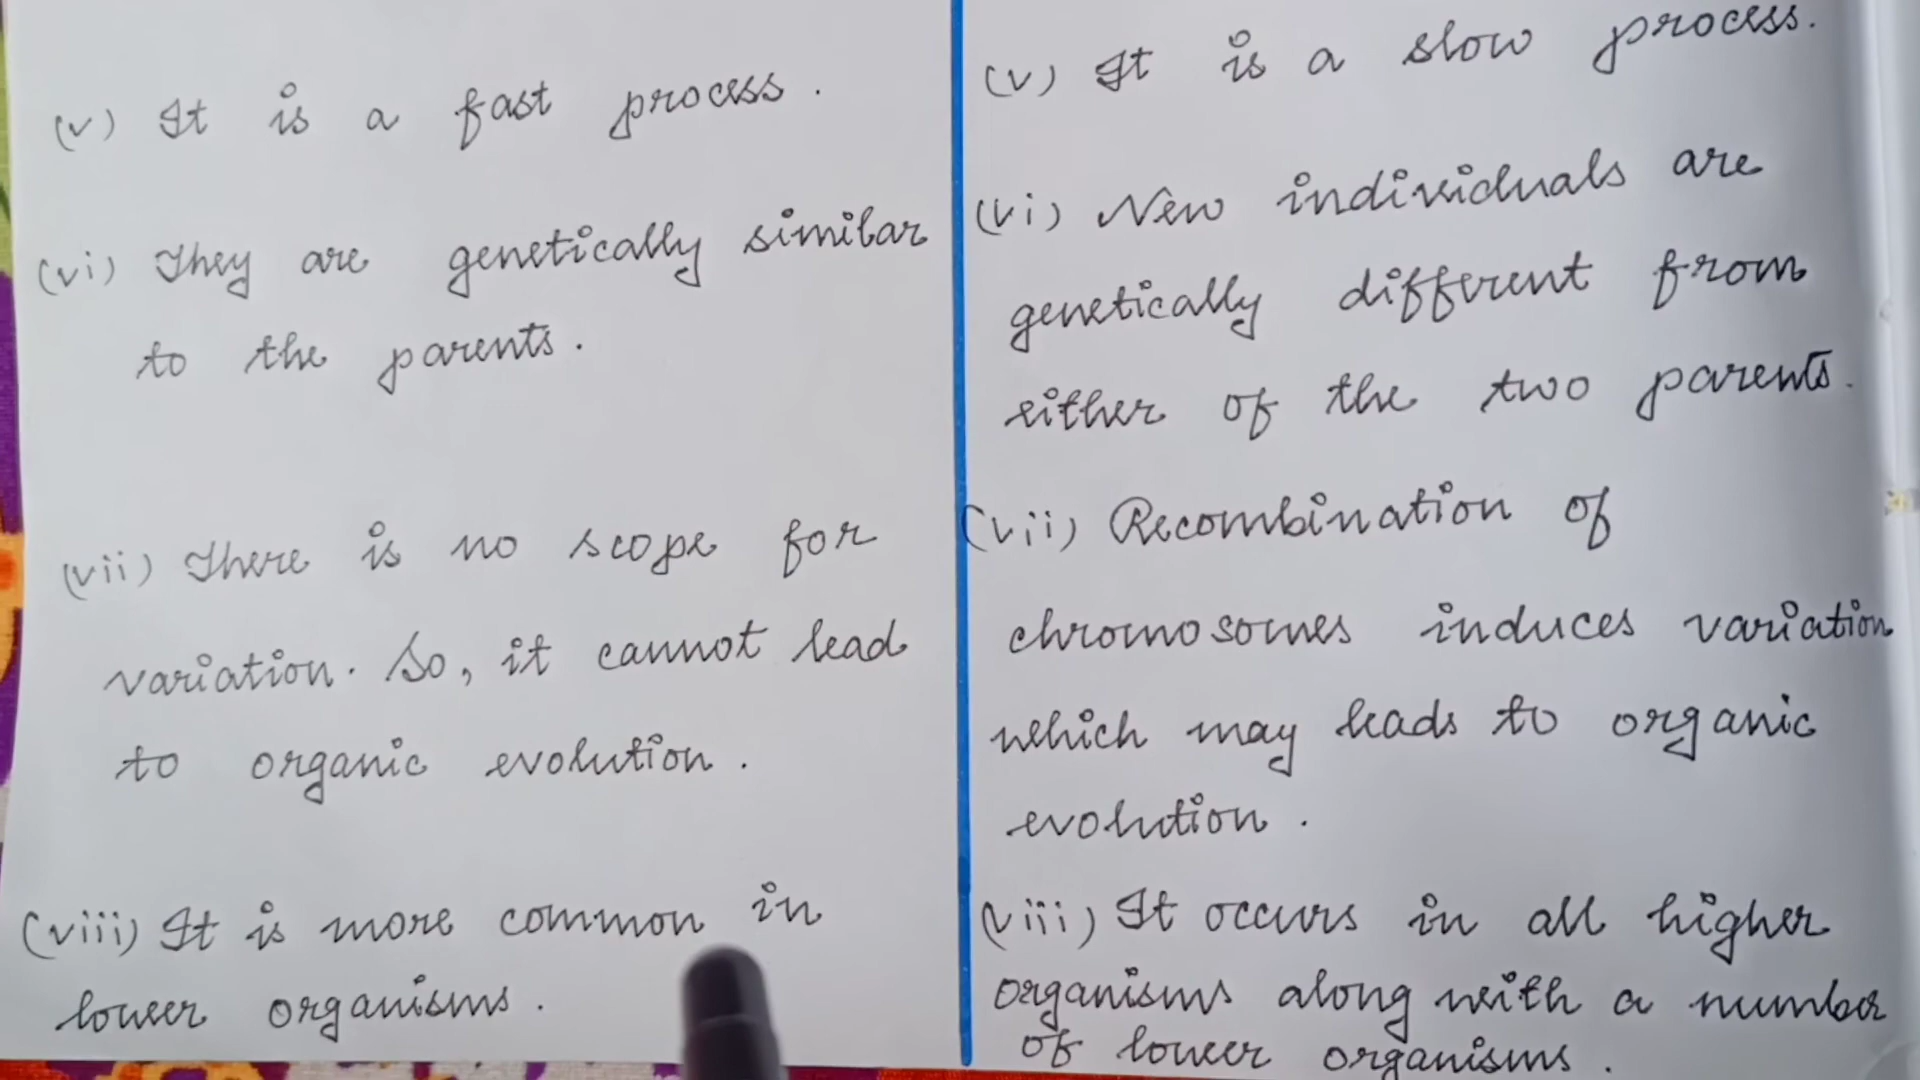 (v) It is a fast process.
(vi) They are genetically similar
to the parents.
(vii) There is no scope for
variation. So, it cannot lead
to organic evolution.
(viii) It is more common in
lower organisms.
(v) It is a slow process.
(vi) New individuals are
genetically different from
either of the two parents.
(vii) Recombination of
chromosomes induces variation
which may leads to organic
evolution.
(viii) It occurs in all higher
organisms along with a number
of lower organisms.